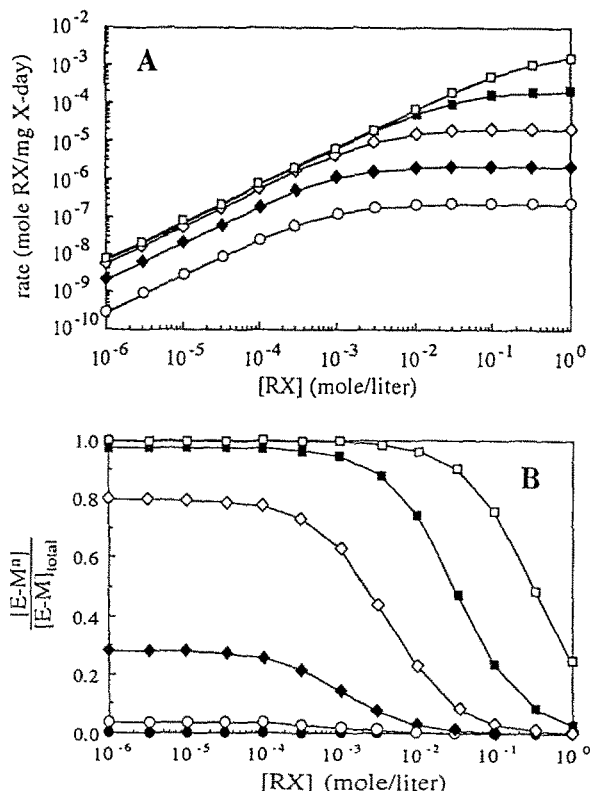 10^-2
A
10^-3
10^-4
10^-5
10^-6
10^-7
10^-8
10^-9
10^-10
rate (mole RX/mg X-day)
10^-6 10^-5 10^-4 10^-3 10^-2 10^-1 10^0
[RX] (mole/liter)
1.0
B
0.8
0.6
0.4
0.2
0.0
[E-M^n]
[E-M]_total
10^-6 10^-5 10^-4 10^-3 10^-2 10^-1 10^0
[RX] (mole/liter)